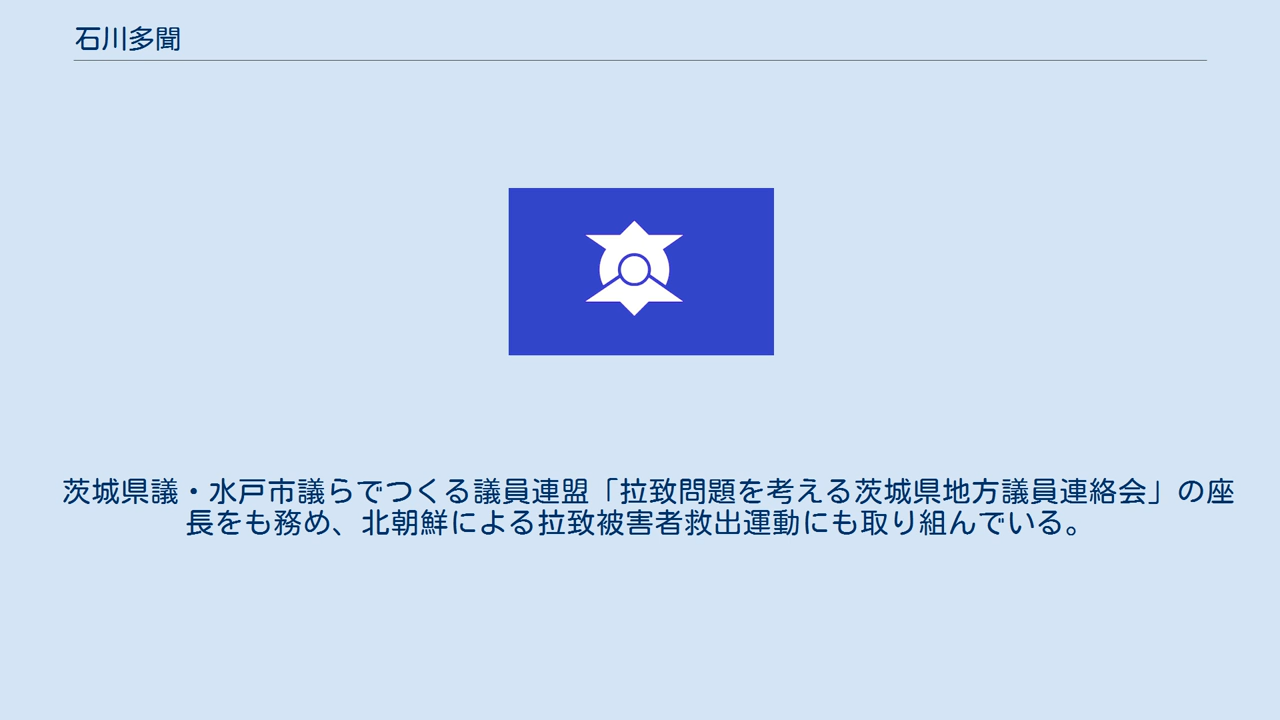 石川多聞
茨城県議・水戸市議らでつくる議員連盟「拉致問題を考える茨城県地方議員連絡会」の座
長をも務め、北朝鮮による拉致被害者救出運動にも取り組んでいる。